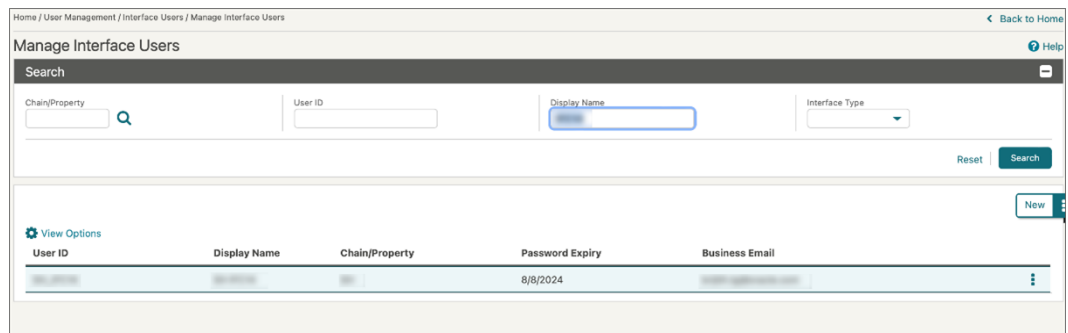 Home / User Management / Interface Users / Manage Interface Users
Back to Home
Manage Interface Users
Help
Search
Chain/Property
User ID
Display Name
Interface Type
Reset
Search
New
View Options
User ID Display Name Chain/Property Password Expiry Business Email
8/8/2024